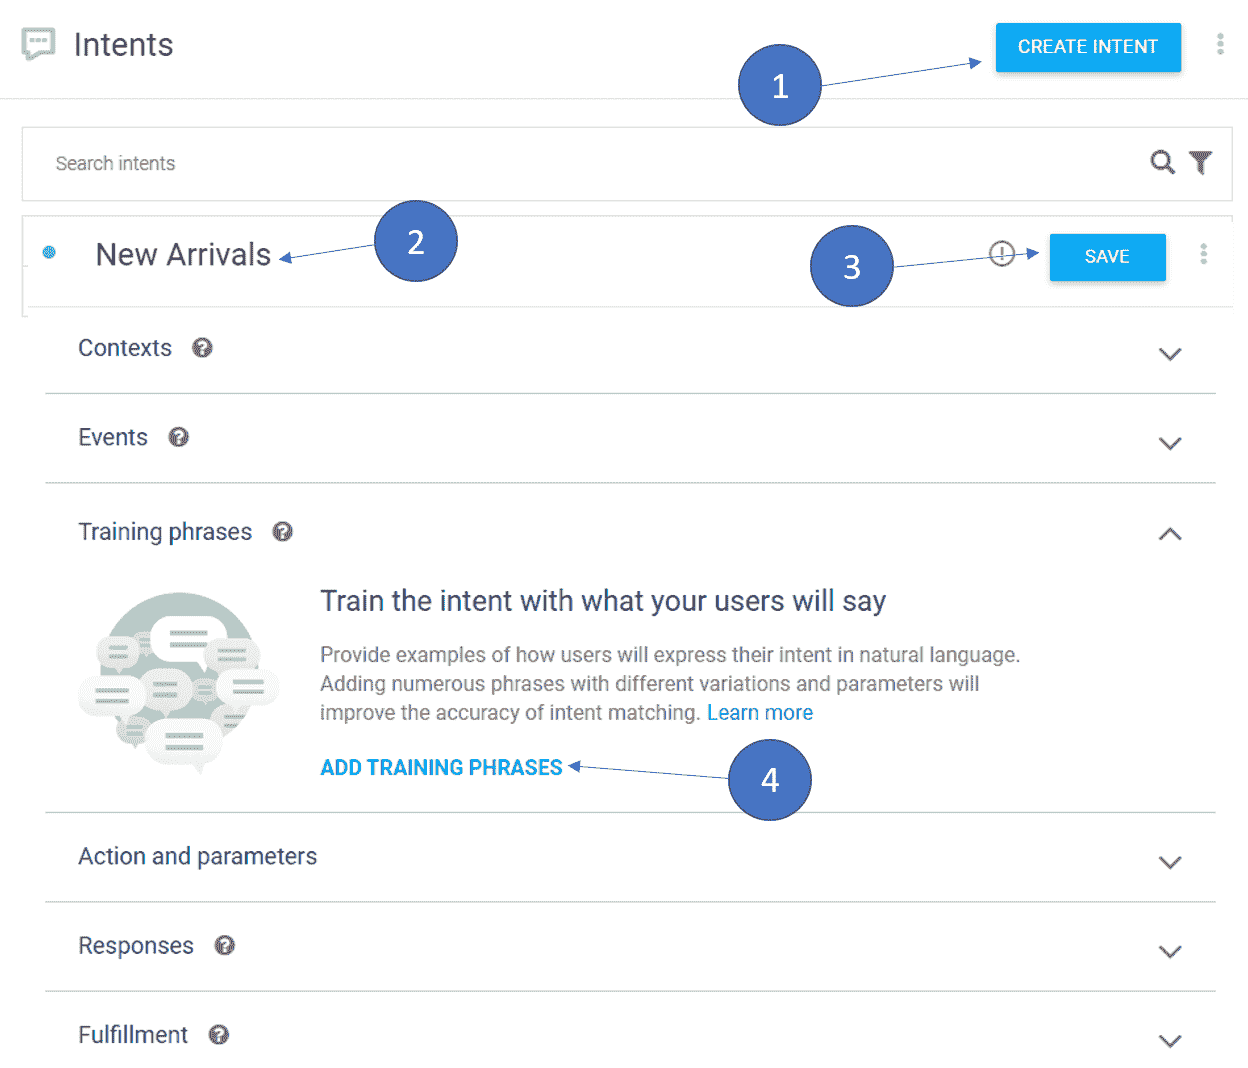 Intents
CREATE INTENT
1
Search intents
New Arrivals
2
3
SAVE
Contexts
Events
Training phrases
Train the intent with what your users will say
Provide examples of how users will express their intent in natural language.
Adding numerous phrases with different variations and parameters will
improve the accuracy of intent matching. Learn more
ADD TRAINING PHRASES
4
Action and parameters
Responses
Fulfillment